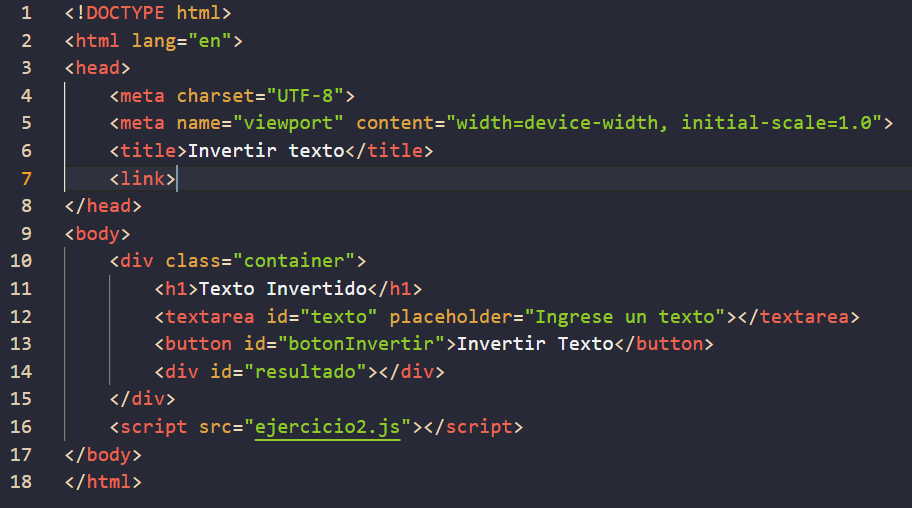 1 <!DOCTYPE html>
2 <html lang="en">
3 <head>
4     <meta charset="UTF-8">
5     <meta name="viewport" content="width=device-width, initial-scale=1.0">
6     <title>Invertir texto</title>
7     <link>
8 </head>
9 <body>
10     <div class="container">
11         <h1>Texto Invertido</h1>
12         <textarea id="texto" placeholder="Ingrese un texto"></textarea>
13         <button id="botonInvertir">Invertir Texto</button>
14         <div id="resultado"></div>
15     </div>
16     <script src="ejercicio2.js"></script>
17 </body>
18 </html>